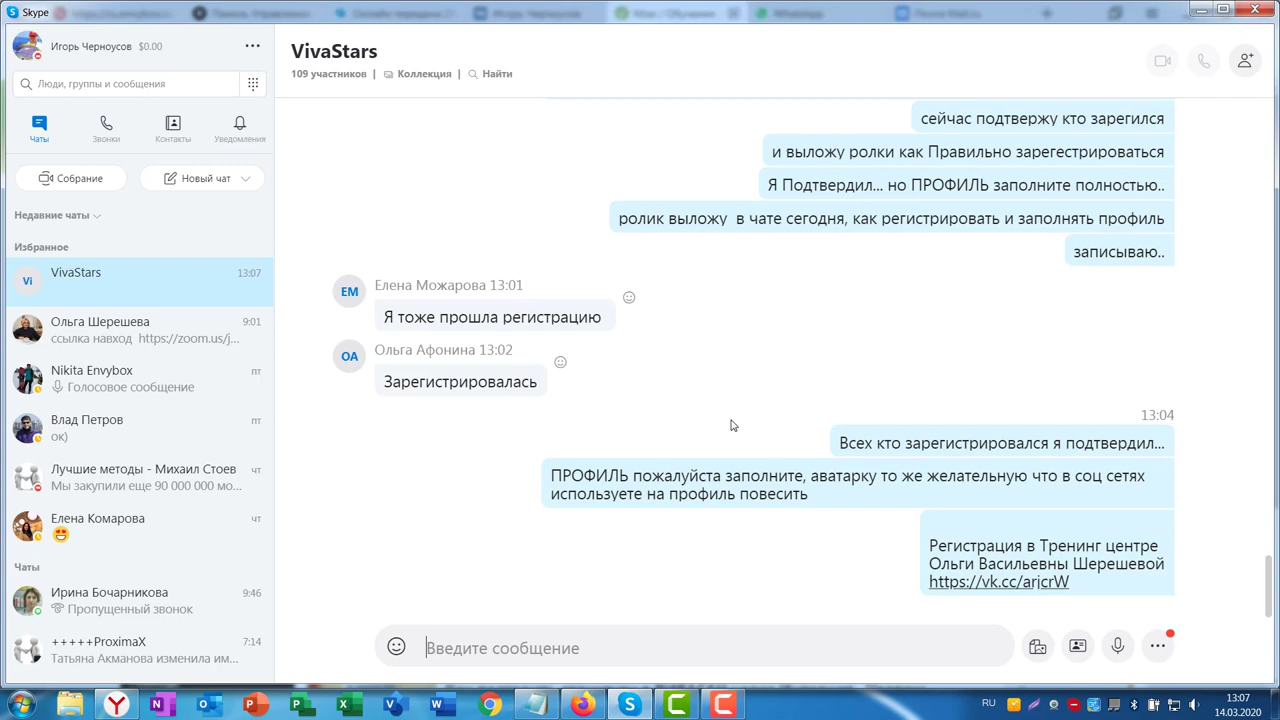 Skype
Игорь Черноусов $0.00
Люди, группы и сообщения
Чаты
Звонки
Контакты
Уведомления
Собрание
Новый чат
Недавние чаты
Избранное
Vi
VivaStars
13:07
Ольга Шерешева
9:01
ссылка навход https://zoom.us/j...
Nikita Envybox
пт
Голосовое сообщение
Влад Петров
пт
ок)
Лучшие методы - Михаил Стоев
чт
Мы закупили еще 90 000 000 мо...
Елена Комарова
чт
Чаты
Ирина Бочарникова
9:46
Пропущенный звонок
+++++ProximaX
7:14
Татьяна Акманова изменила им...
VivaStars
109 участников | Коллекция | Найти
сейчас подтвержу кто зарегился
и выложу ролки как Правильно зарегестрироваться
Я Подтвердил... но ПРОФИЛЬ заполните полностью..
ролик выложу в чате сегодня, как регистрировать и заполнять профиль
записываю..
Елена Можарова 13:01
ЕМ
Я тоже прошла регистрацию
Ольга Афонина 13:02
ОА
Зарегистрировалась
13:04
Всех кто зарегистрировался я подтвердил...
ПРОФИЛЬ пожалуйста заполните, аватарку то же желательную что в соц сетях
используете на профиль повесить
Регистрация в Тренинг центре
Ольги Васильевны Шерешевой
https://vk.cc/arjcrW
Введите сообщение
RU
13:07
14.03.2020